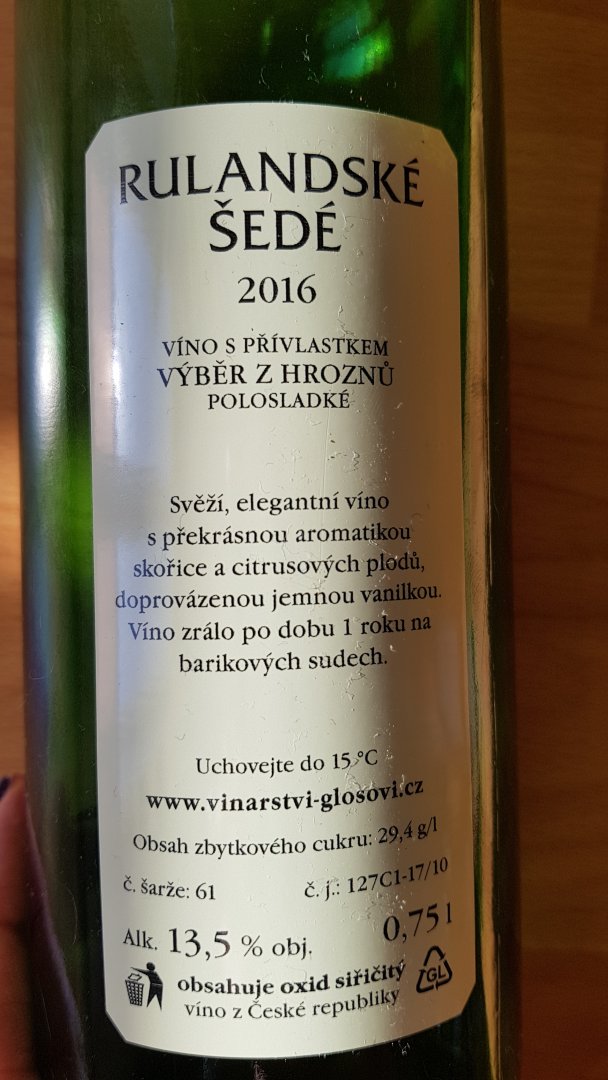 RULANDSKÉ
ŠEDÉ
2016
VÍNO S PŘÍVLASTKEM
VÝBĚR Z HROZNŮ
POLOSLADKÉ
Svěží, elegantní víno
s překrásnou aromatikou
skořice a citrusových plodů,
doprovázenou jemnou vanilkou.
Víno zrálo po dobu 1 roku na
barikových sudech.
Uchovejte do 15 °C
www.vinarstvi-glosovi.cz
Obsah zbytkového cukru: 29,4 g/l
č. šarže: 61 č. j.: 127C1-17/10
Alk. 13,5 % obj. 0,75 l
obsahuje oxid siřičitý
víno z České republiky
GL